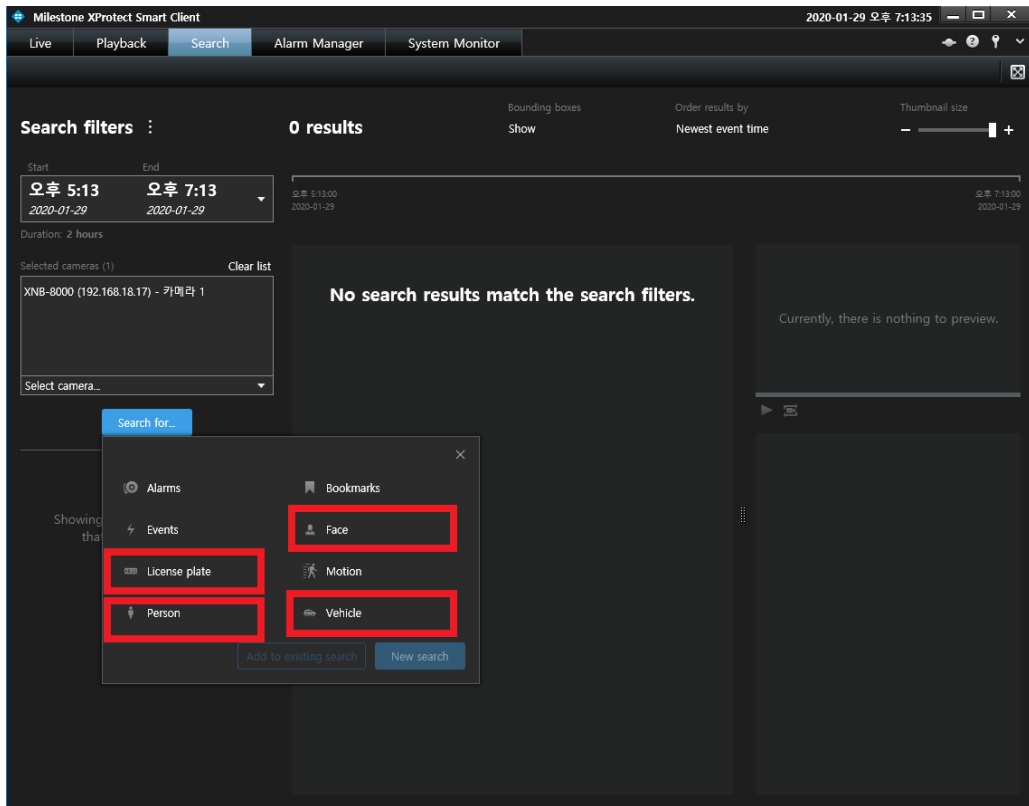 Milestone XProtect Smart Client
2020-01-29 오후 7:13:35
Live
Playback
Search
Alarm Manager
System Monitor
Search filters
0 results
Bounding boxes
Show
Order results by
Newest event time
Thumbnail size
Start
End
오후 5:13
오후 7:13
2020-01-29
2020-01-29
Duration: 2 hours
오후 5:13:00
2020-01-29
오후 7:13:00
2020-01-29
Selected cameras (1)
Clear list
XNB-8000 (192.168.18.17) - 카메라 1
Select camera...
Search for...
No search results match the search filters.
Currently, there is nothing to preview.
Showing
tha
Alarms
Bookmarks
Events
Face
License plate
Motion
Person
Vehicle
Add to existing search
New search